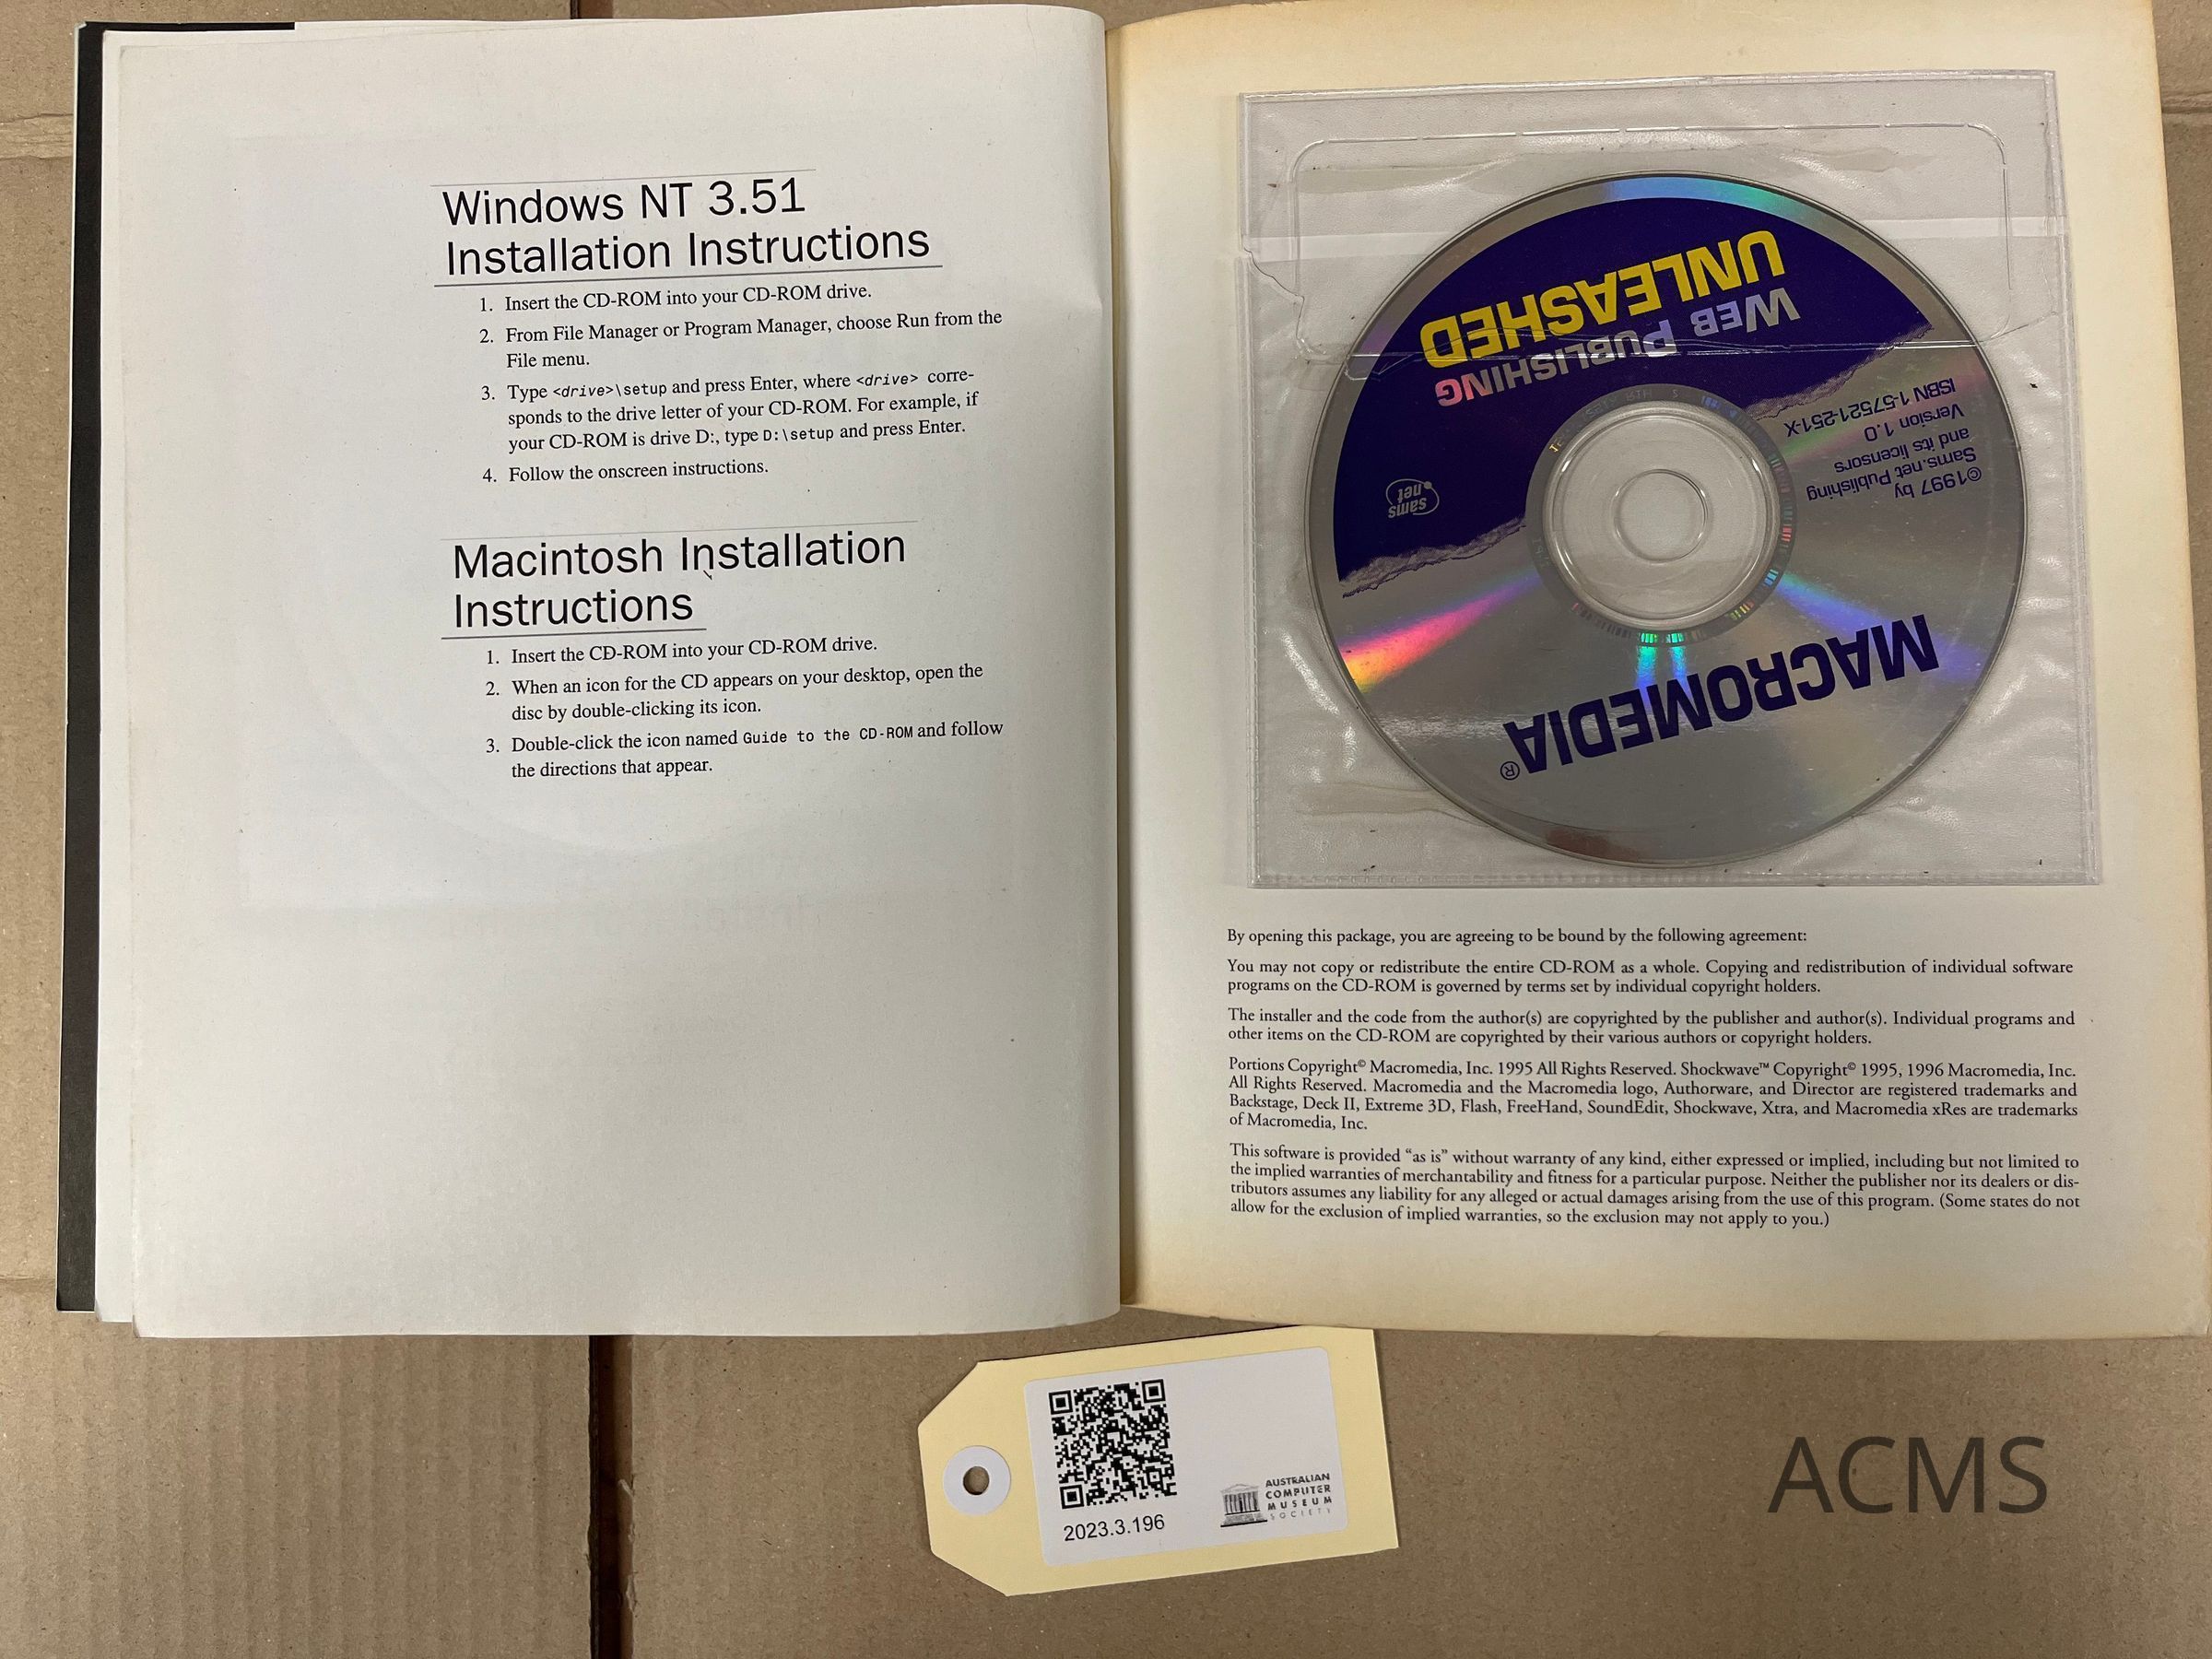 Windows NT 3.51
Installation Instructions
1. Insert the CD-ROM into your CD-ROM drive.
2. From File Manager or Program Manager, choose Run from the
File menu.
3. Type <drive>\setup and press Enter, where <drive> corre-
sponds to the drive letter of your CD-ROM. For example, if
your CD-ROM is drive D:, type D:\setup and press Enter.
4. Follow the onscreen instructions.
Macintosh Installation
Instructions
1. Insert the CD-ROM into your CD-ROM drive.
2. When an icon for the CD appears on your desktop, open the
disc by double-clicking its icon.
3. Double-click the icon named Guide to the CD-ROM and follow
the directions that appear.
MACROMEDIA®
©1997 by
Sams.net Publishing
and its licensors
Version 1.0
ISBN 1-57521-251-X
sams
net
WEB PUBLISHING
UNLEASHED
By opening this package, you are agreeing to be bound by the following agreement:
You may not copy or redistribute the entire CD-ROM as a whole. Copying and redistribution of individual software
programs on the CD-ROM is governed by terms set by individual copyright holders.
The installer and the code from the author(s) are copyrighted by the publisher and author(s). Individual programs and
other items on the CD-ROM are copyrighted by their various authors or copyright holders.
Portions Copyright© Macromedia, Inc. 1995 All Rights Reserved. Shockwave™ Copyright© 1995, 1996 Macromedia, Inc.
All Rights Reserved. Macromedia and the Macromedia logo, Authorware, and Director are registered trademarks and
Backstage, Deck II, Extreme 3D, Flash, FreeHand, SoundEdit, Shockwave, Xtra, and Macromedia xRes are trademarks
of Macromedia, Inc.
This software is provided “as is” without warranty of any kind, either expressed or implied, including but not limited to
the implied warranties of merchantability and fitness for a particular purpose. Neither the publisher nor its dealers or dis-
tributors assumes any liability for any alleged or actual damages arising from the use of this program. (Some states do not
allow for the exclusion of implied warranties, so the exclusion may not apply to you.)
2023.3.196
AUSTRALIAN
COMPUTER
MUSEUM
SOCIETY
ACMS